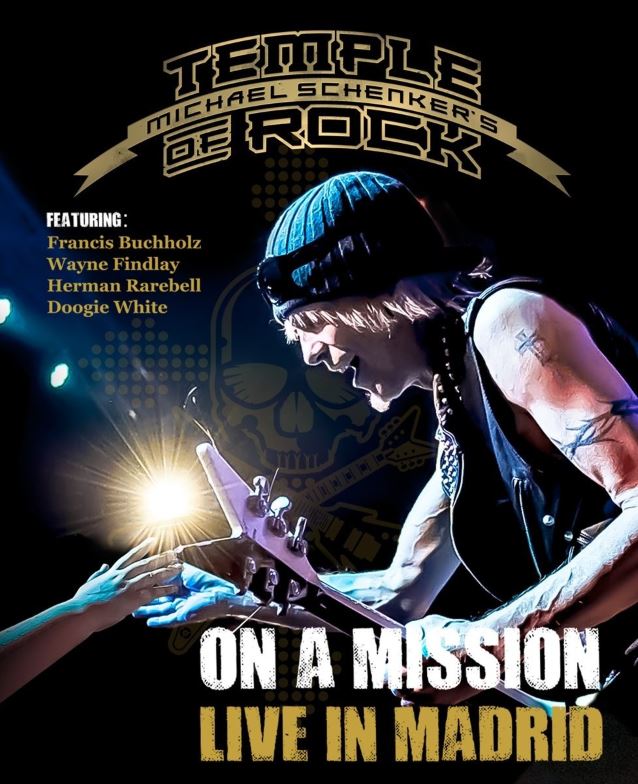 TEMPLE
MICHAEL SCHENKER'S
OF ROCK
FEATURING:
Francis Buchholz
Wayne Findlay
Herman Rarebell
Doogie White
ON A MISSION
LIVE IN MADRID